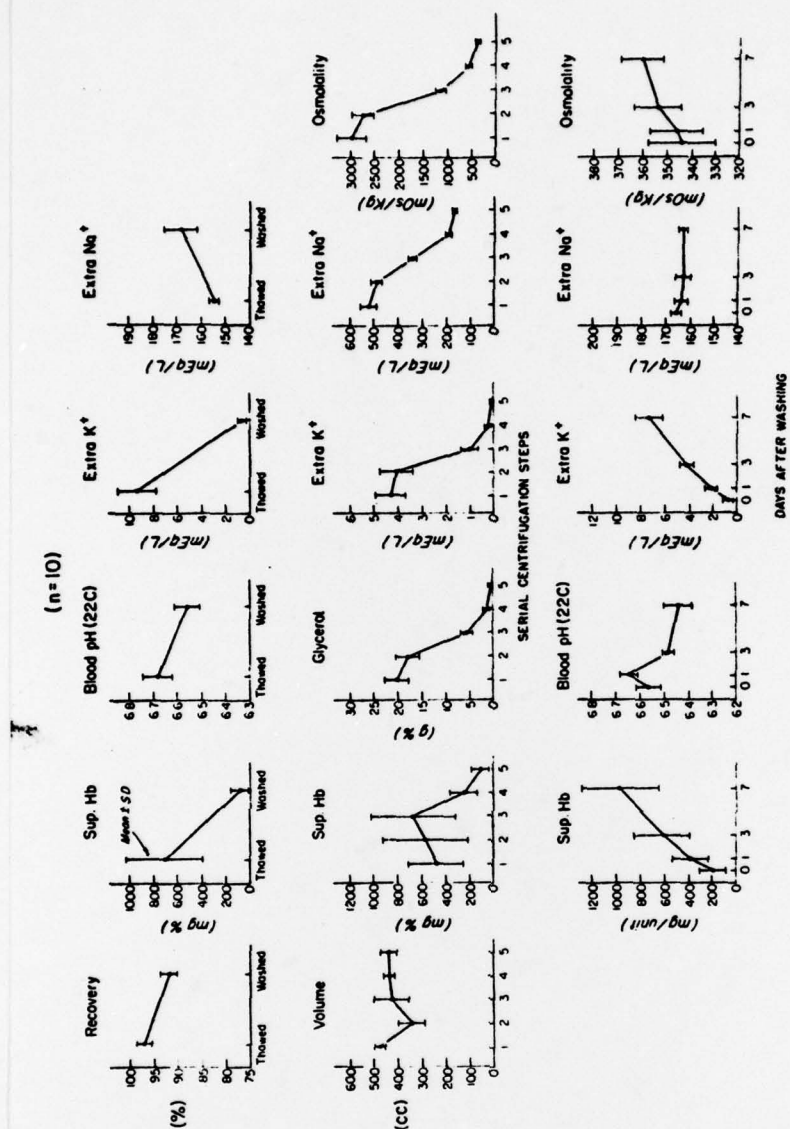 (n=10)
Recovery
(%)
100
95
90
85
80
75
Thawed Washed
Sup. Hb
Mean ± SD
(mg %)
1000
800
600
400
200
0
Thawed Washed
Blood pH (22C)
6.8
6.7
6.6
6.5
6.4
6.3
Thawed Washed
Extra K+
(mEq/L)
10
8
6
4
2
0
Thawed Washed
Extra Na+
(mEq/L)
190
180
170
160
150
140
Thawed Washed
Volume
(cc)
600
500
400
300
200
100
0
1 2 3 4 5
Sup. Hb
(mg %)
1200
1000
800
600
400
200
0
1 2 3 4 5
Glycerol
(g %)
30
25
20
15
10
5
0
1 2 3 4 5
Extra K+
(mEq/L)
6
5
4
3
2
1
0
1 2 3 4 5
Extra Na+
(mEq/L)
600
500
400
300
200
100
0
1 2 3 4 5
Osmolality
(mOs/Kg)
3000
2500
2000
1500
1000
500
0
1 2 3 4 5
SERIAL CENTRIFUGATION STEPS
Sup. Hb
(mg/unit)
1200
1000
800
600
400
200
0
0 1 3 7
Blood pH (22C)
6.8
6.7
6.6
6.5
6.4
6.3
6.2
0 1 3 7
Extra K+
(mEq/L)
12
10
8
6
4
2
0
0 1 3 7
Extra Na+
(mEq/L)
200
190
180
170
160
150
140
0 1 3 7
Osmolality
(mOs/Kg)
380
370
360
350
340
330
320
0 1 3 7
DAYS AFTER WASHING